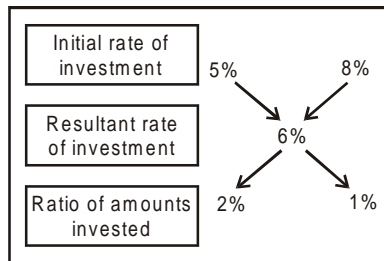 Initial rate of
investment
5%
8%
Resultant rate
of investment
6%
Ratio of amounts
invested
2%
1%